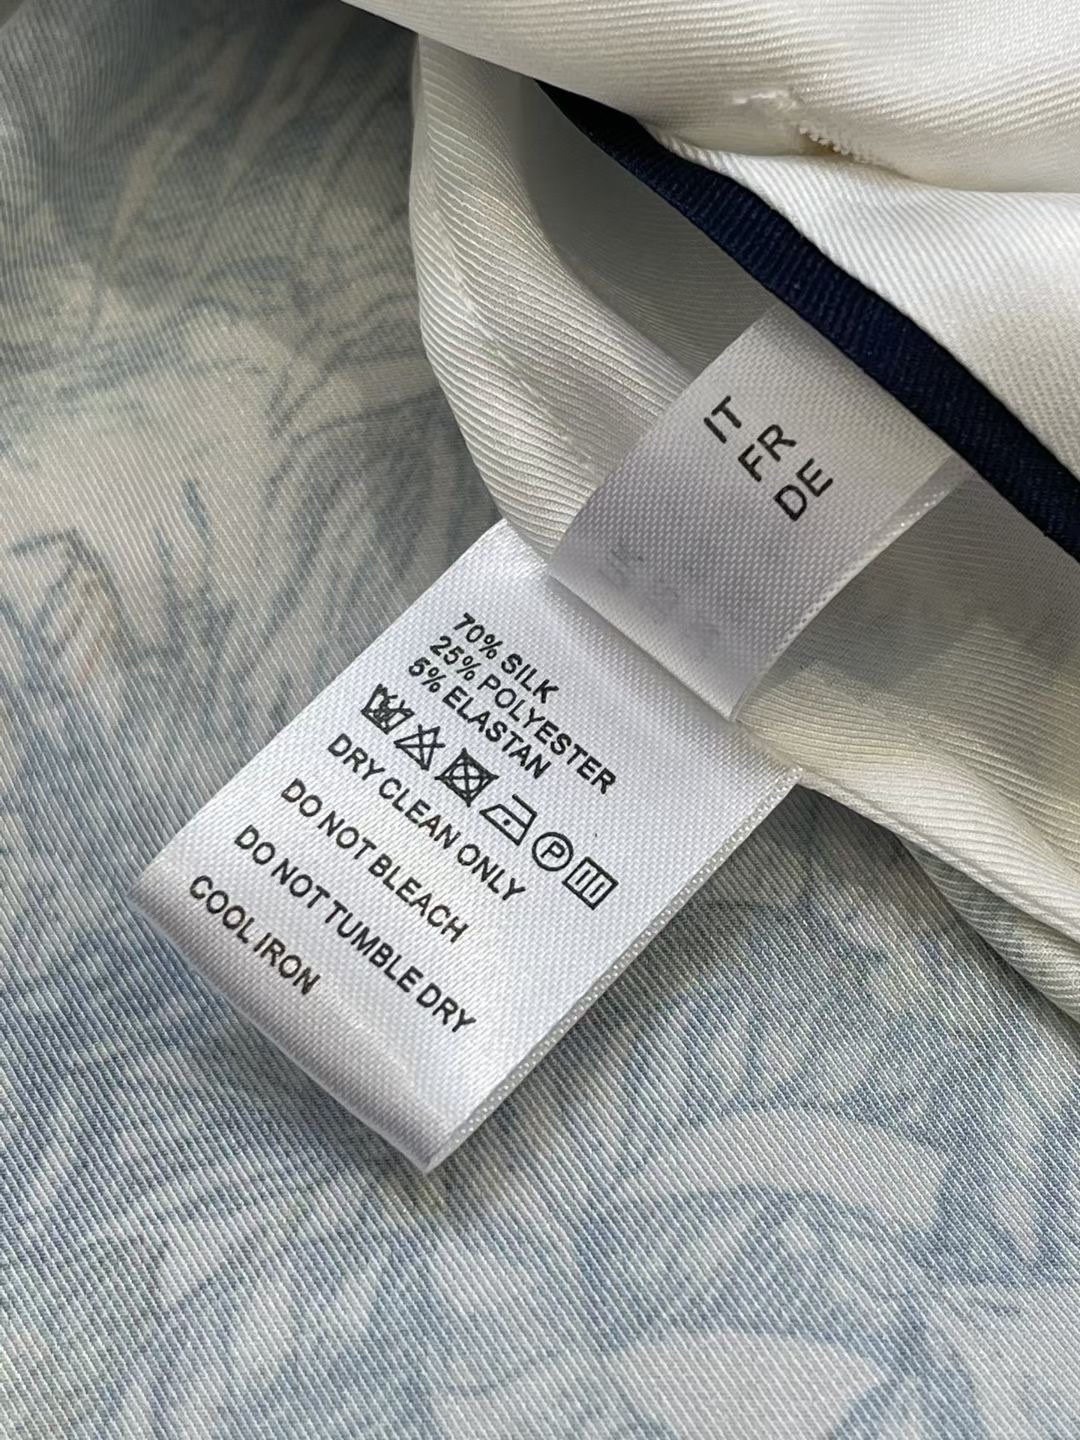 IT
FR
DE
70% SILK
25% POLYESTER
5% ELASTAN
P
DRY CLEAN ONLY
DO NOT BLEACH
DO NOT TUMBLE DRY
COOL IRON